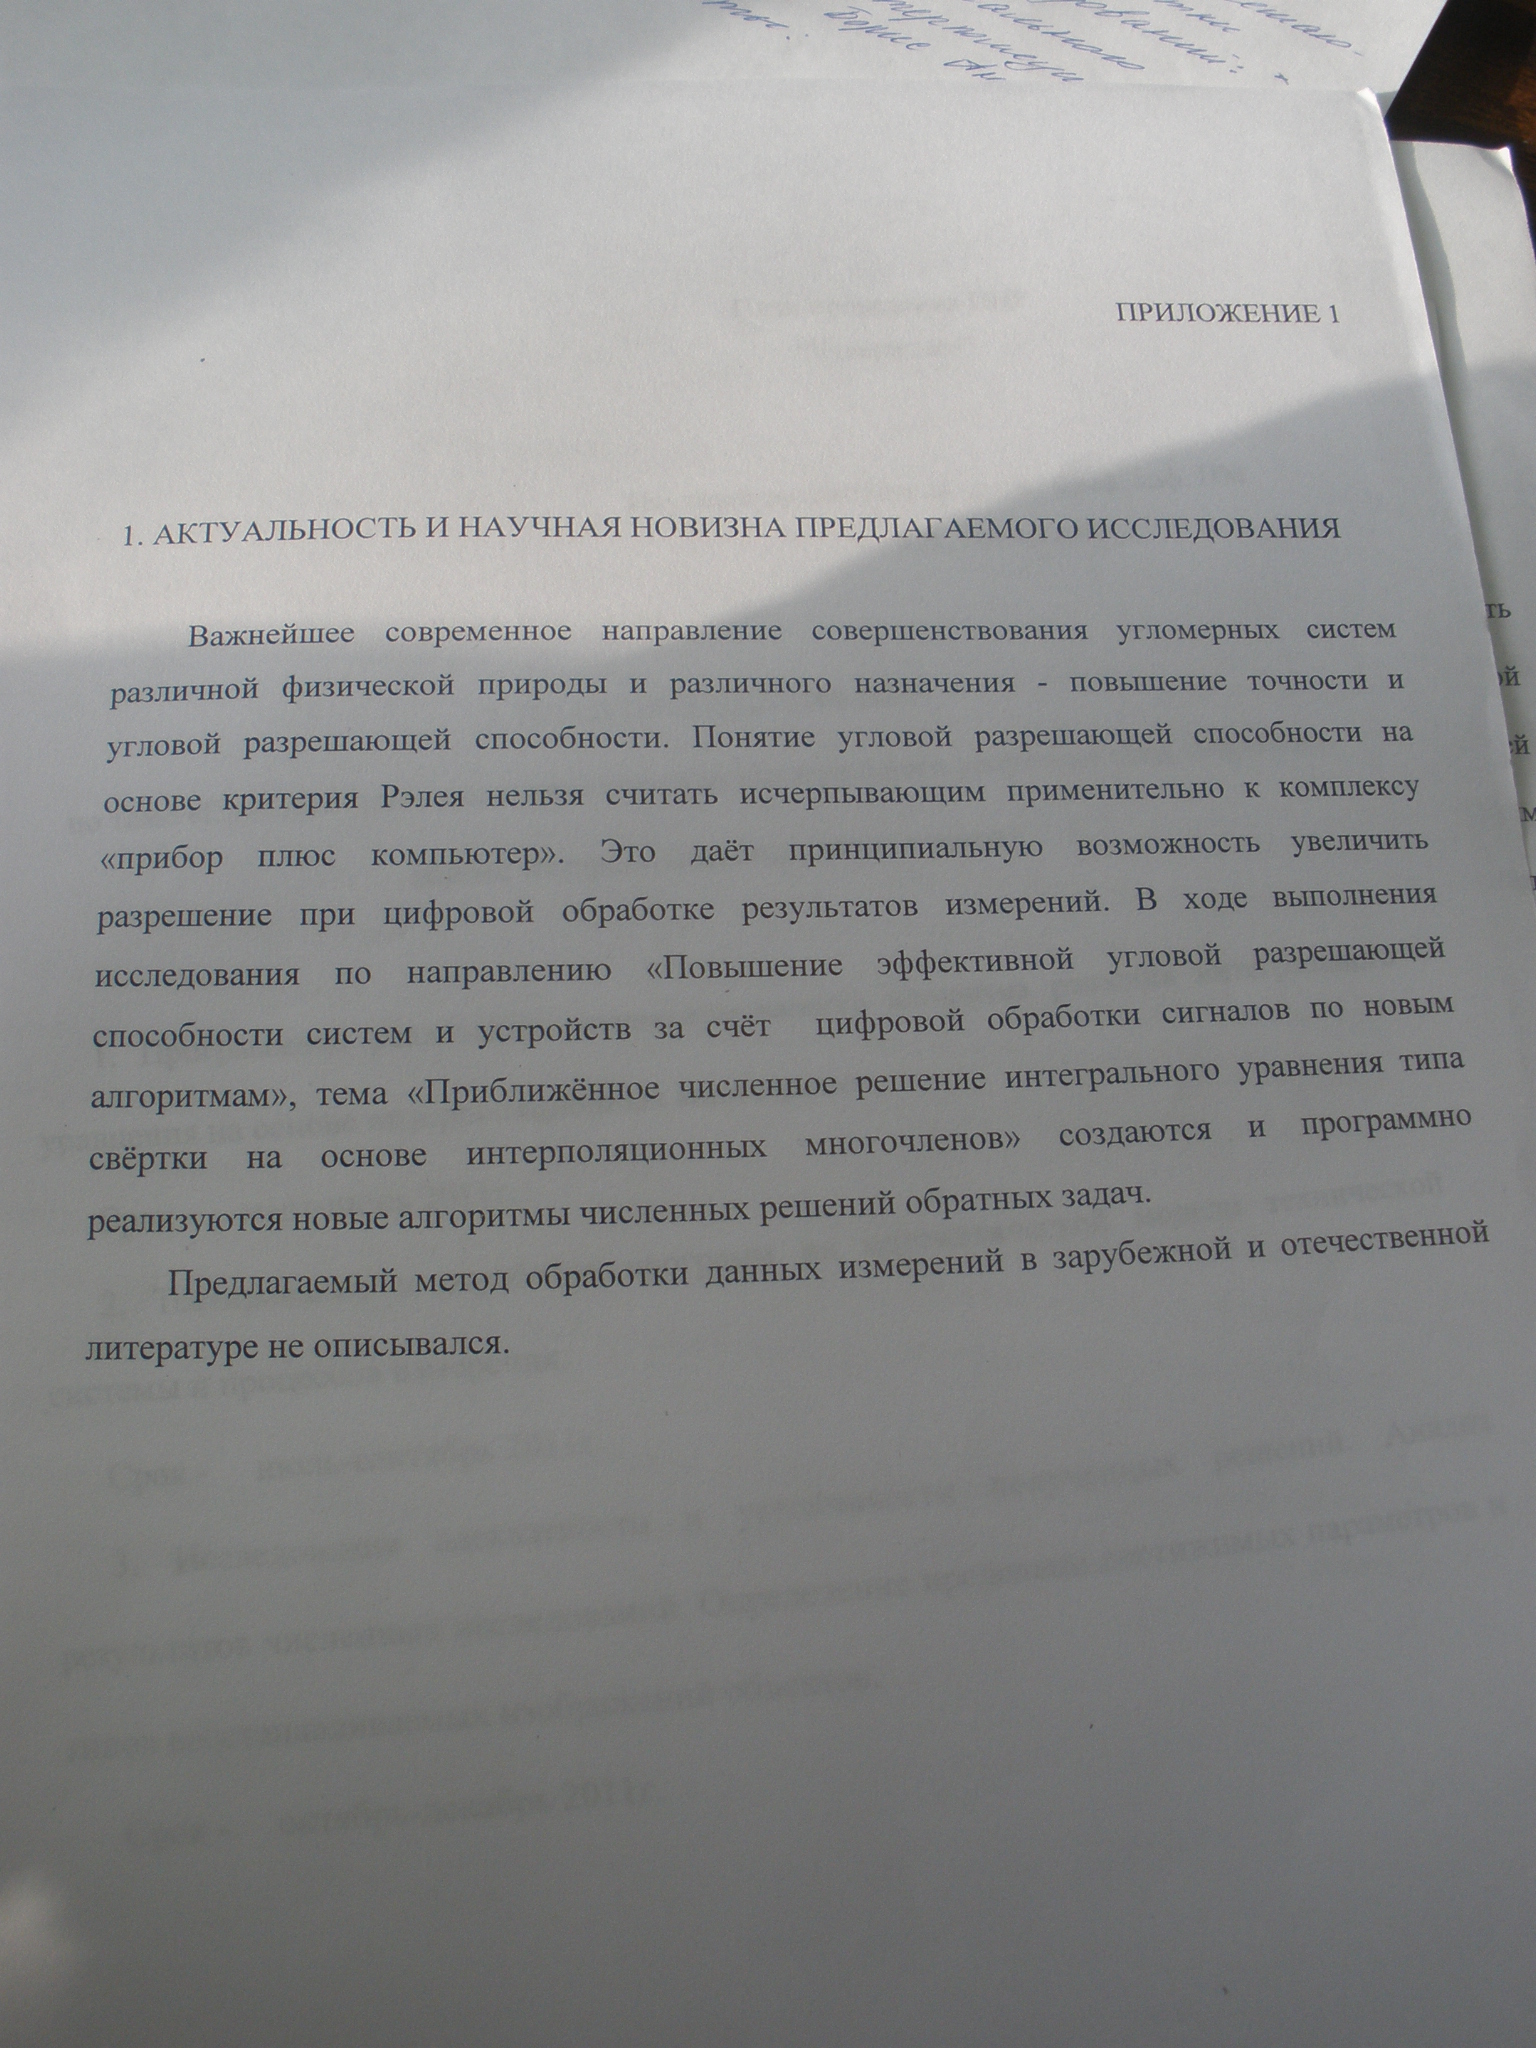 Борис Ан
ПРИЛОЖЕНИЕ 1
1. АКТУАЛЬНОСТЬ И НАУЧНАЯ НОВИЗНА ПРЕДЛАГАЕМОГО ИССЛЕДОВАНИЯ
Важнейшее современное направление совершенствования угломерных систем
различной физической природы и различного назначения - повышение точности и
угловой разрешающей способности. Понятие угловой разрешающей способности на
основе критерия Рэлея нельзя считать исчерпывающим применительно к комплексу
«прибор плюс компьютер». Это даёт принципиальную возможность увеличить
разрешение при цифровой обработке результатов измерений. В ходе выполнения
исследования по направлению «Повышение эффективной угловой разрешающей
способности систем и устройств за счёт цифровой обработки сигналов по новым
алгоритмам», тема «Приближённое численное решение интегрального уравнения типа
свёртки на основе интерполяционных многочленов» создаются и программно
реализуются новые алгоритмы численных решений обратных задач.
Предлагаемый метод обработки данных измерений в зарубежной и отечественной
литературе не описывался.